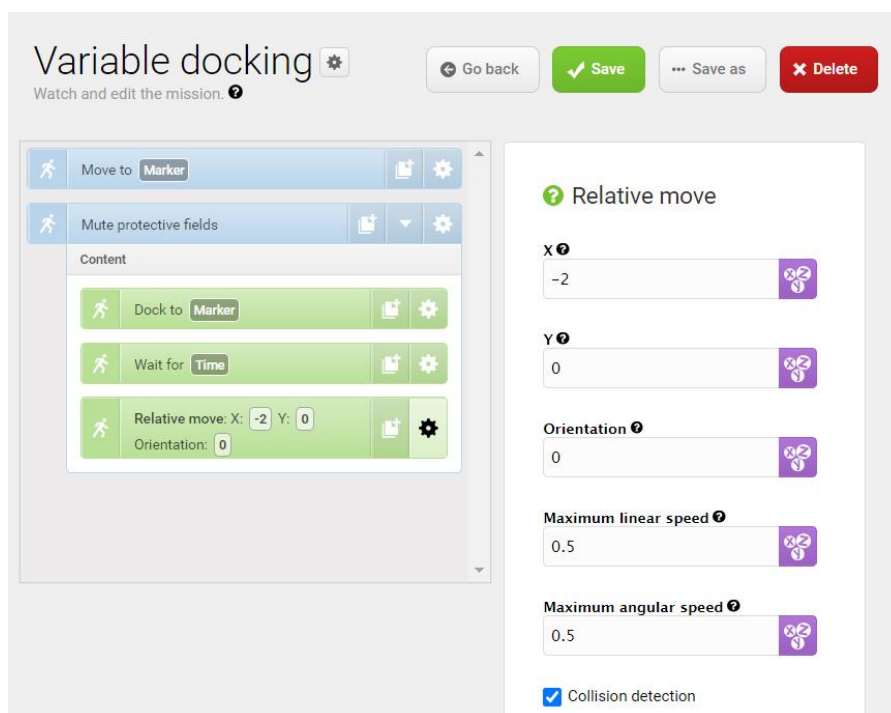 Variable docking
Watch and edit the mission.
Go back
Save
Save as
Delete
Move to Marker
Mute protective fields
Content
Dock to Marker
Wait for Time
Relative move: X: -2 Y: 0
Orientation: 0
Relative move
X
-2
Y
0
Orientation
0
Maximum linear speed
0.5
Maximum angular speed
0.5
Collision detection